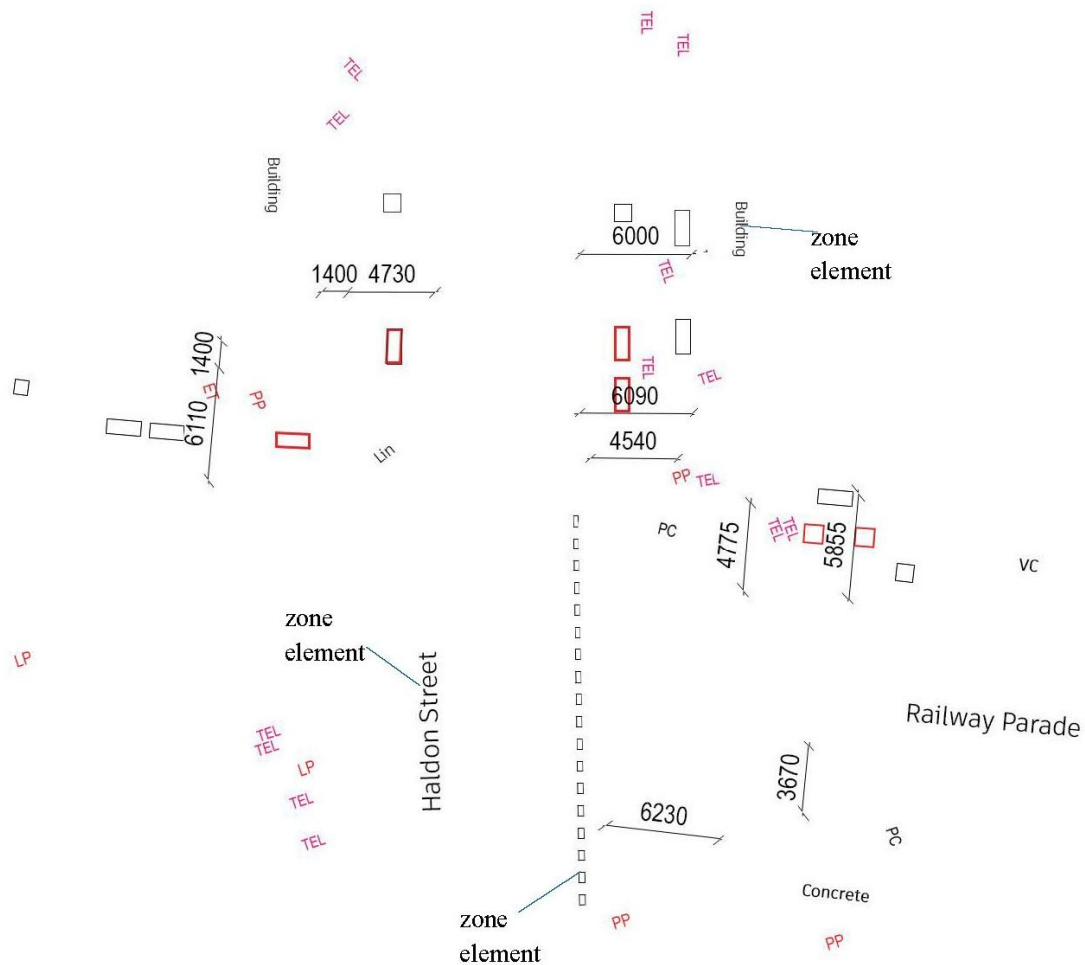 TEL
TEL
TEL
TEL
Building
Building
zone
element
6000
TEL
1400 4730
1400
TEL
TEL
ET
PP
6110
6090
Lin
4540
PP TEL
PC
4775
TEL
TEL
5855
VC
zone
element
LP
Haldon Street
Railway Parade
TEL
TEL
LP
TEL
TEL
3670
6230
PC
Concrete
zone
element
PP
PP